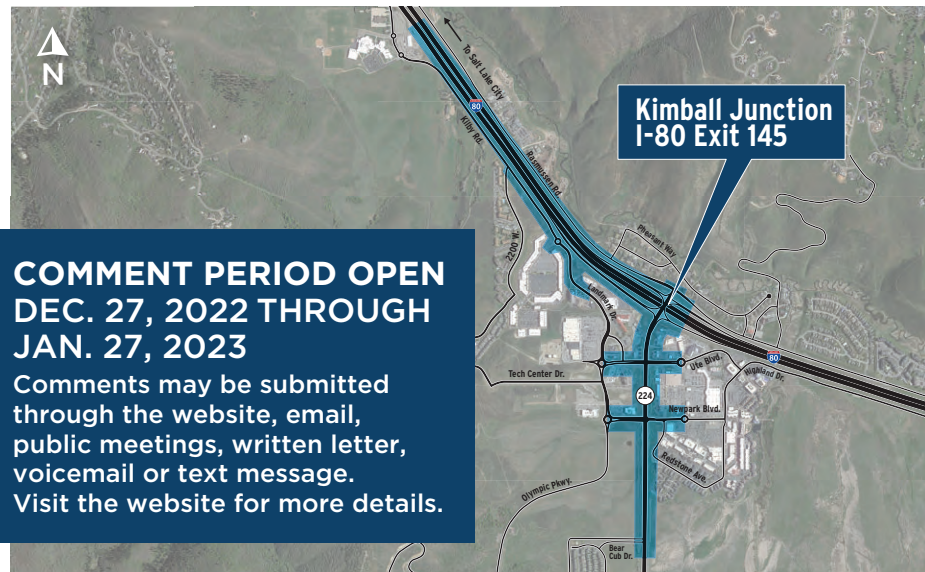 N
To Salt Lake City
80
Kilby Rd.
Rasmussen Rd.
Kimball Junction
I-80 Exit 145
Pheasant Way
2200 W.
Landmark Dr.
COMMENT PERIOD OPEN
DEC. 27, 2022 THROUGH
JAN. 27, 2023
Comments may be submitted
through the website, email,
public meetings, written letter,
voicemail or text message.
Visit the website for more details.
80
Ute Blvd.
Highland Dr.
Tech Center Dr.
224
Newpark Blvd.
Redstone Ave.
Olympic Pkwy.
Bear
Cub Dr.